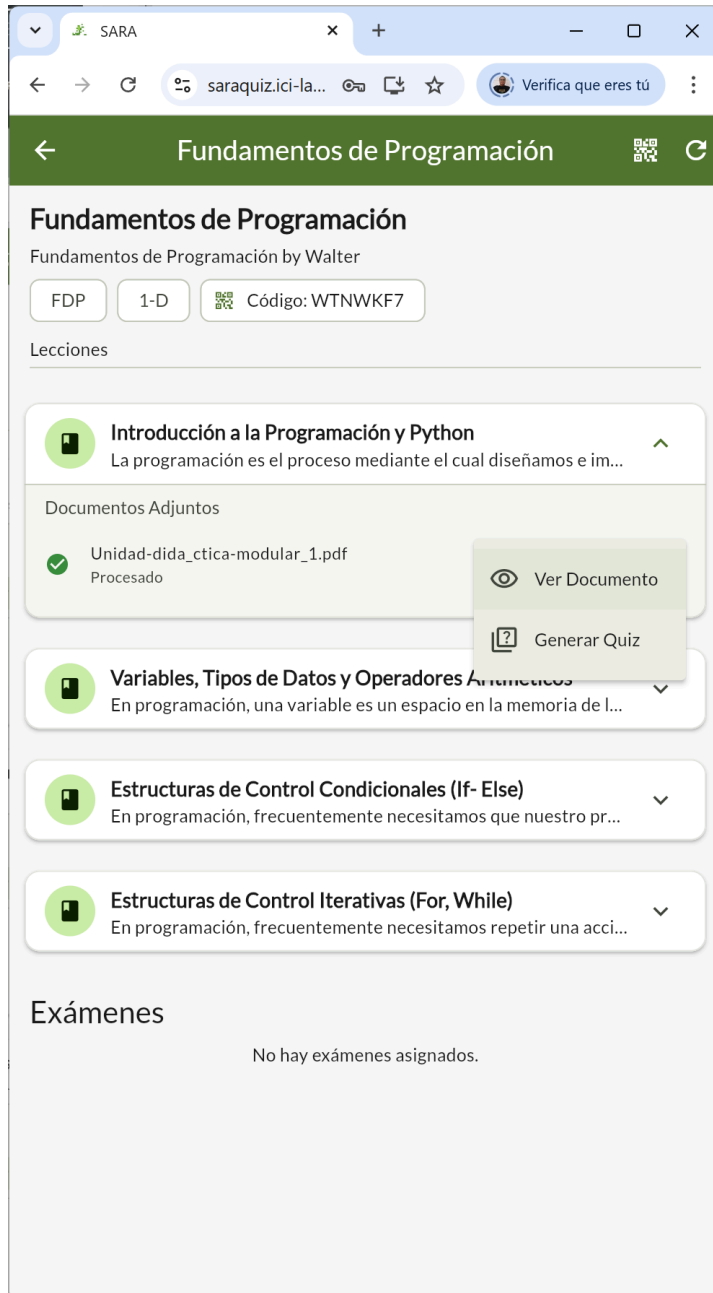 SARA
saraquiz.ici-la...
Verifica que eres tú
Fundamentos de Programación
Fundamentos de Programación
Fundamentos de Programación by Walter
FDP
1-D
Código: WTNWKF7
Lecciones
Introducción a la Programación y Python
La programación es el proceso mediante el cual diseñamos e im...
Documentos Adjuntos
Unidad-dida_ctica-modular_1.pdf
Procesado
Ver Documento
Generar Quiz
Variables, Tipos de Datos y Operadores Aritméticos
En programación, una variable es un espacio en la memoria de l...
Estructuras de Control Condicionales (If- Else)
En programación, frecuentemente necesitamos que nuestro pr...
Estructuras de Control Iterativas (For, While)
En programación, frecuentemente necesitamos repetir una acci...
Exámenes
No hay exámenes asignados.